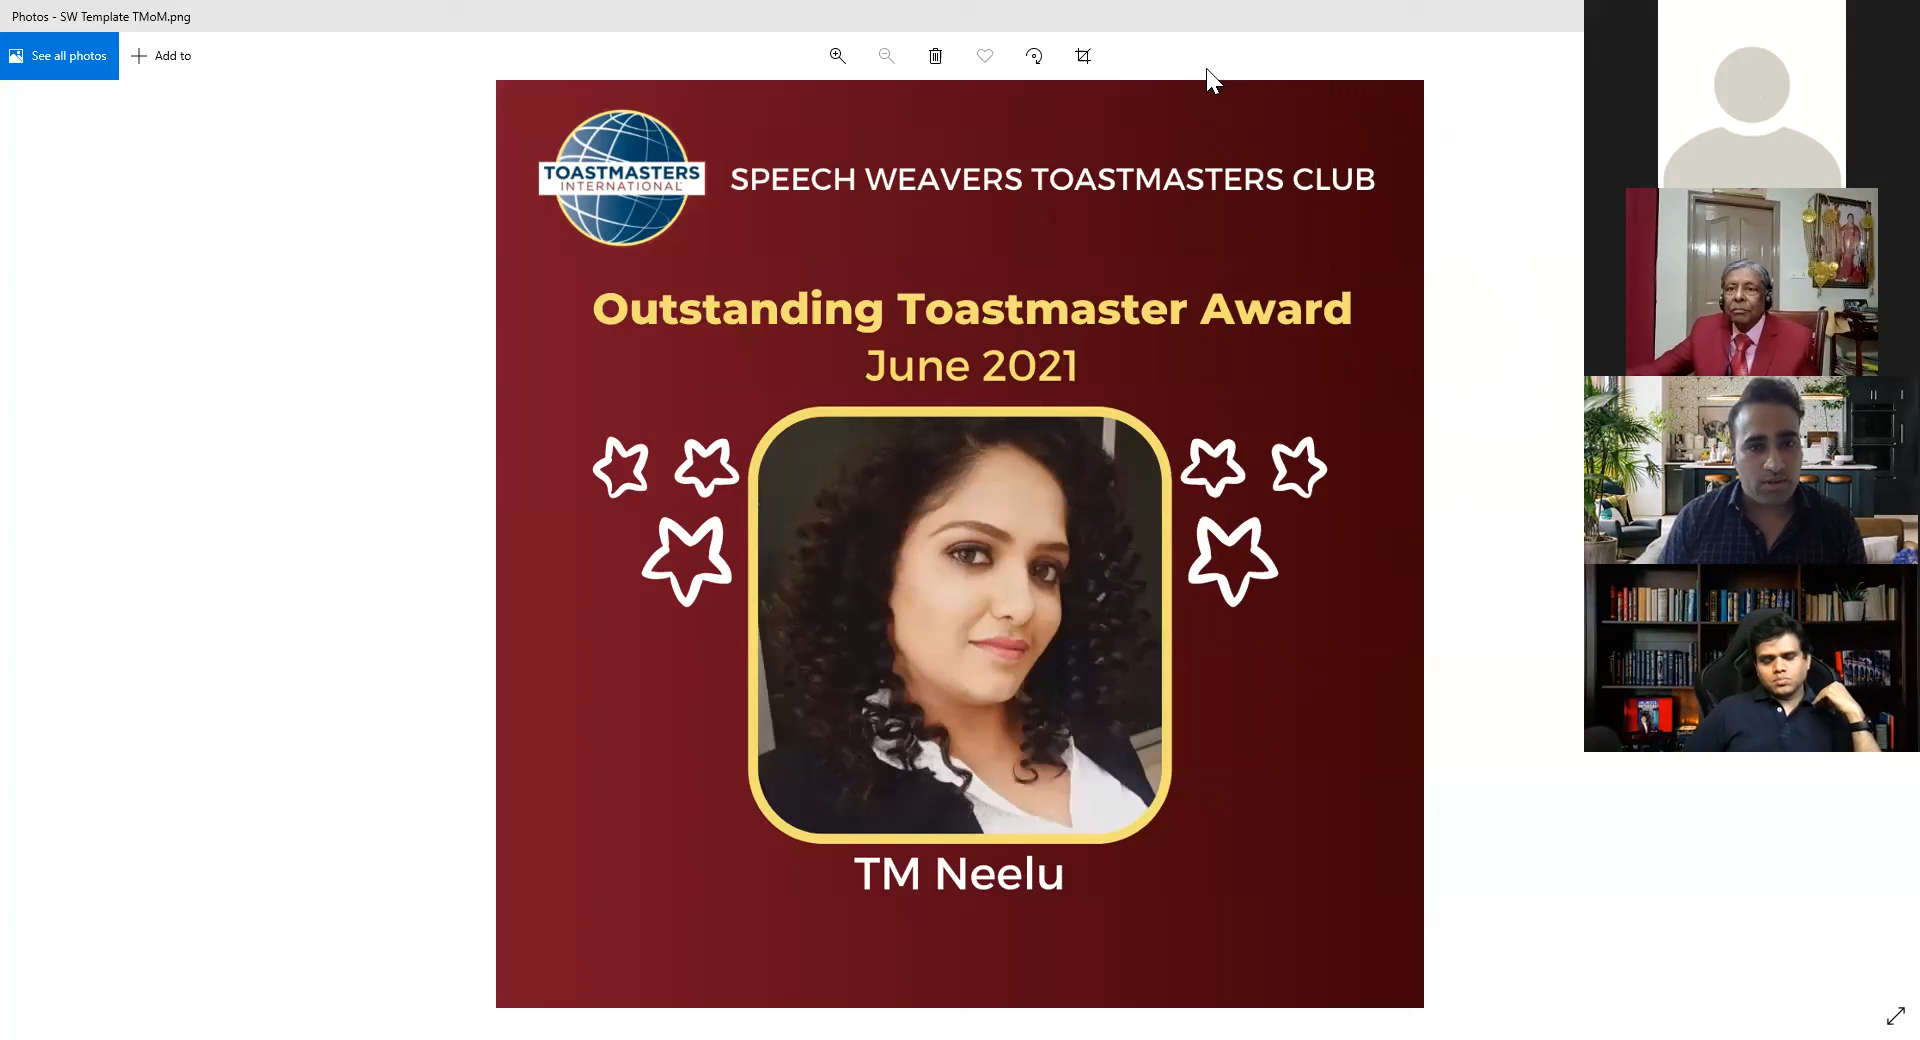 Photos - SW Template TMoM.png
See all photos
Add to
TOASTMASTERS
INTERNATIONAL
SPEECH WEAVERS TOASTMASTERS CLUB
Outstanding Toastmaster Award
June 2021
TM Neelu